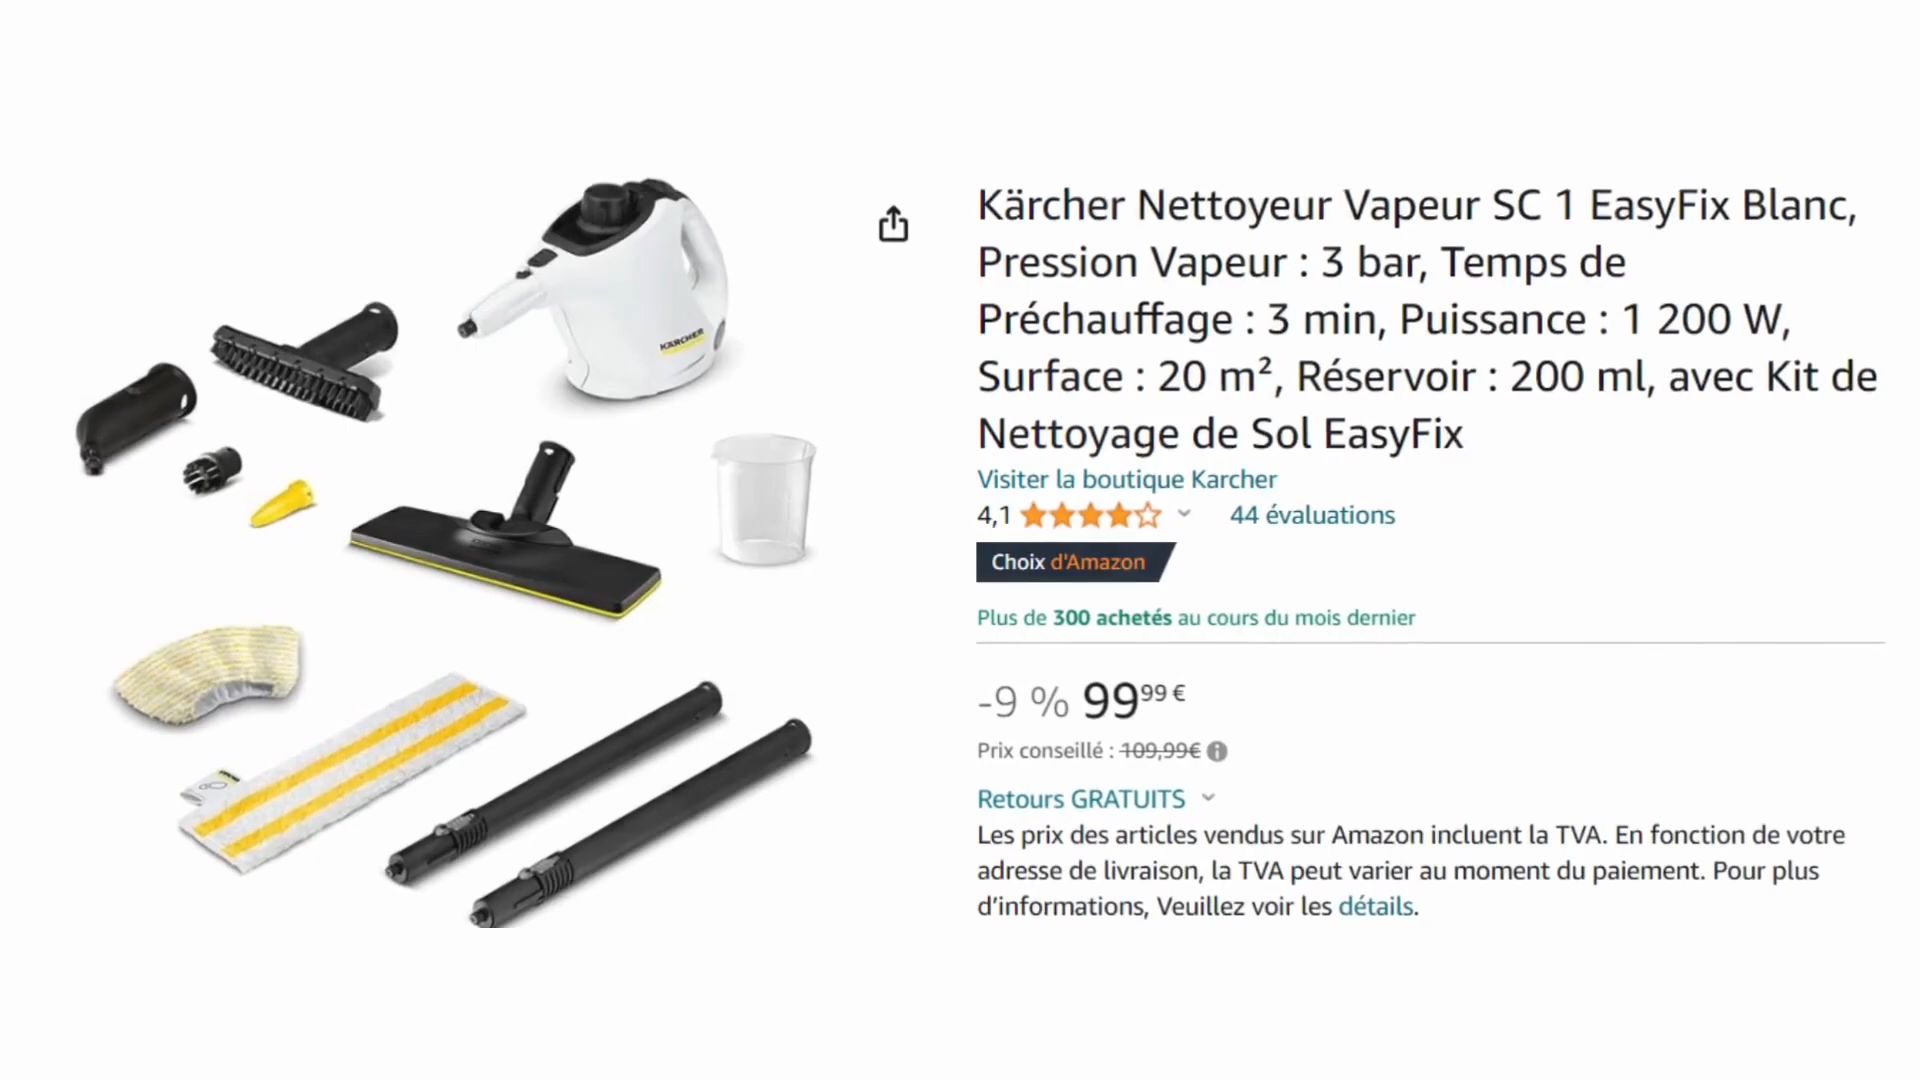 KÄRCHER
Kärcher Nettoyeur Vapeur SC 1 EasyFix Blanc,
Pression Vapeur : 3 bar, Temps de
Préchauffage : 3 min, Puissance : 1 200 W,
Surface : 20 m², Réservoir : 200 ml, avec Kit de
Nettoyage de Sol EasyFix
Visiter la boutique Karcher
4,1 44 évaluations
Choix d'Amazon
Plus de 300 achetés au cours du mois dernier
-9 % 99,99 €
Prix conseillé : 109,99€
Retours GRATUITS
Les prix des articles vendus sur Amazon incluent la TVA. En fonction de votre
adresse de livraison, la TVA peut varier au moment du paiement. Pour plus
d’informations, Veuillez voir les détails.